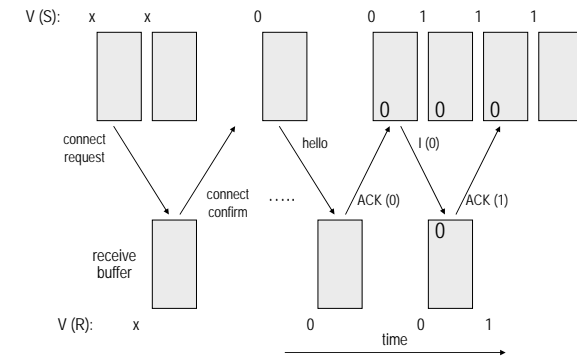 V (S): x x 0 0 1 1 1
0 0 0
connect
request
connect
confirm
.....
hello
ACK (0)
I (0)
ACK (1)
receive
buffer
0
V (R): x 0 0 1
time